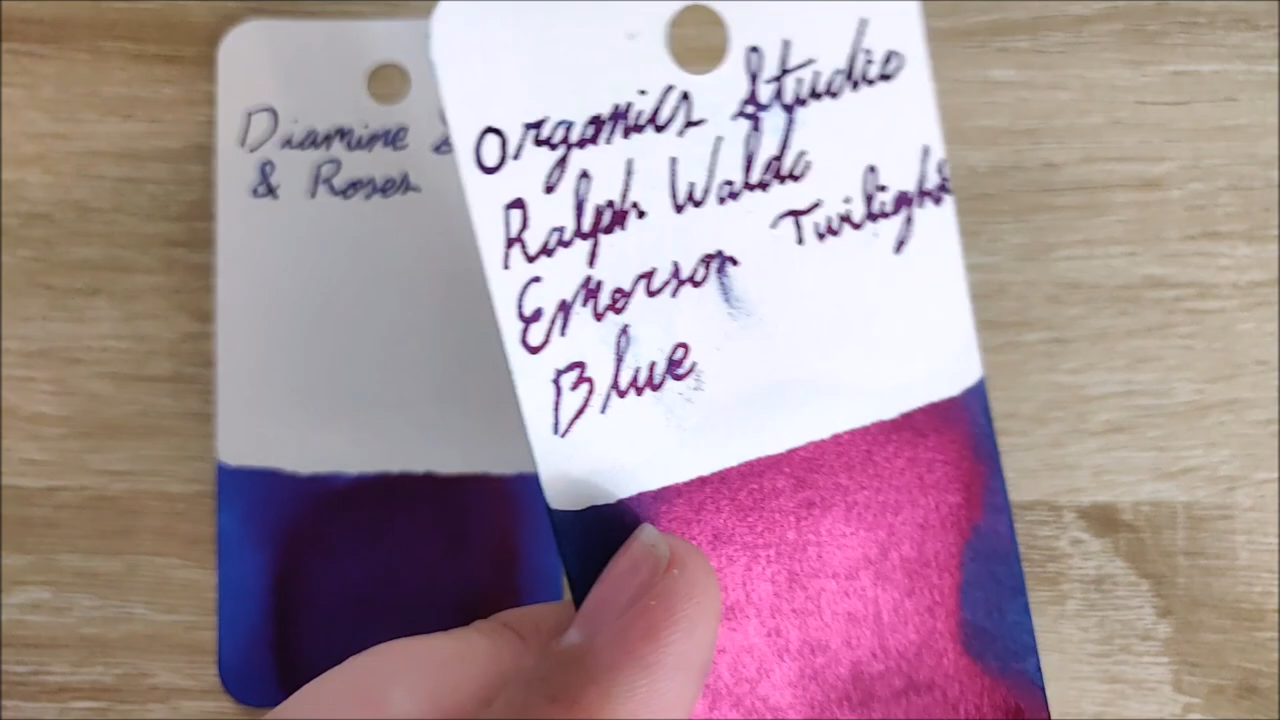 Diamine
& Roses
Organics Studio
Ralph Waldo
Emerson Twilight
Blue